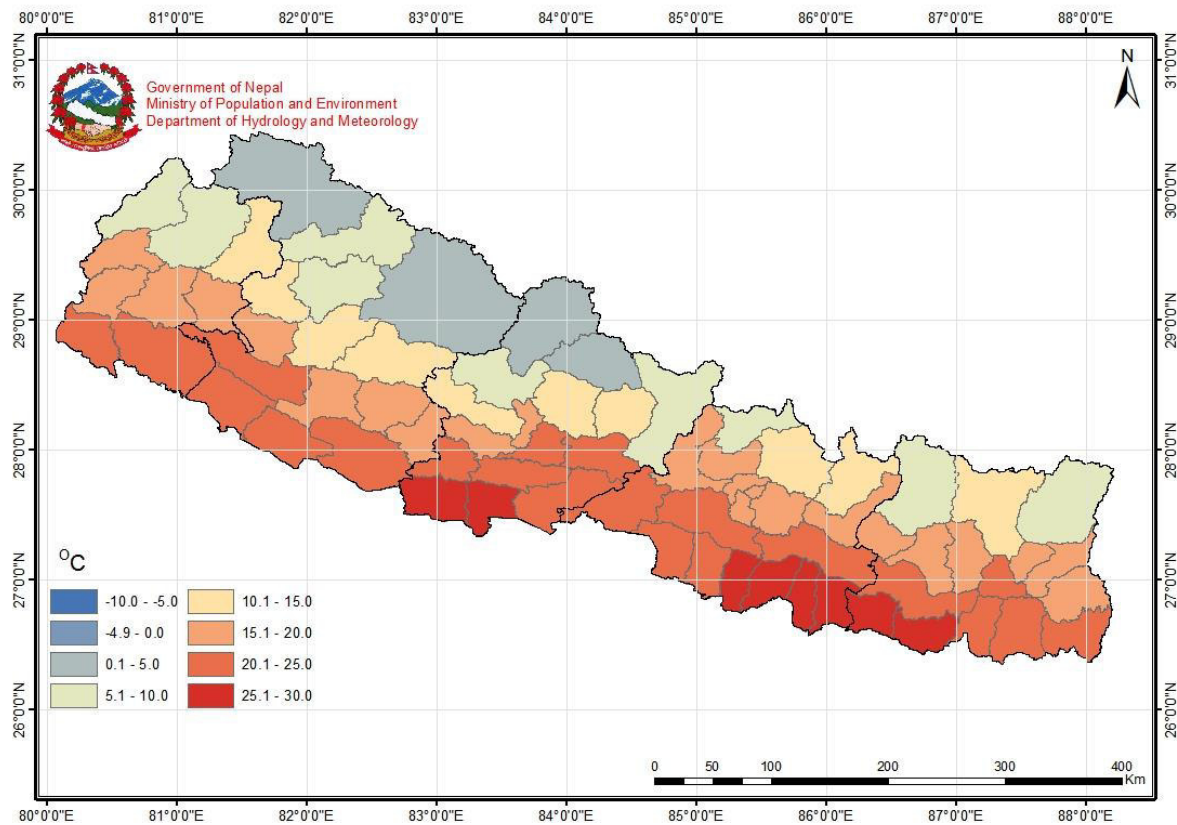 80°0'0"E 81°0'0"E 82°0'0"E 83°0'0"E 84°0'0"E 85°0'0"E 86°0'0"E 87°0'0"E 88°0'0"E
31°0'0"N
30°0'0"N
29°0'0"N
28°0'0"N
27°0'0"N
26°0'0"N
Government of Nepal
Ministry of Population and Environment
Department of Hydrology and Meteorology
N
°C
-10.0 - -5.0
-4.9 - 0.0
0.1 - 5.0
5.1 - 10.0
10.1 - 15.0
15.1 - 20.0
20.1 - 25.0
25.1 - 30.0
0 50 100 200 300 400
Km
31°0'0"N
30°0'0"N
29°0'0"N
28°0'0"N
27°0'0"N
26°0'0"N
80°0'0"E 81°0'0"E 82°0'0"E 83°0'0"E 84°0'0"E 85°0'0"E 86°0'0"E 87°0'0"E 88°0'0"E